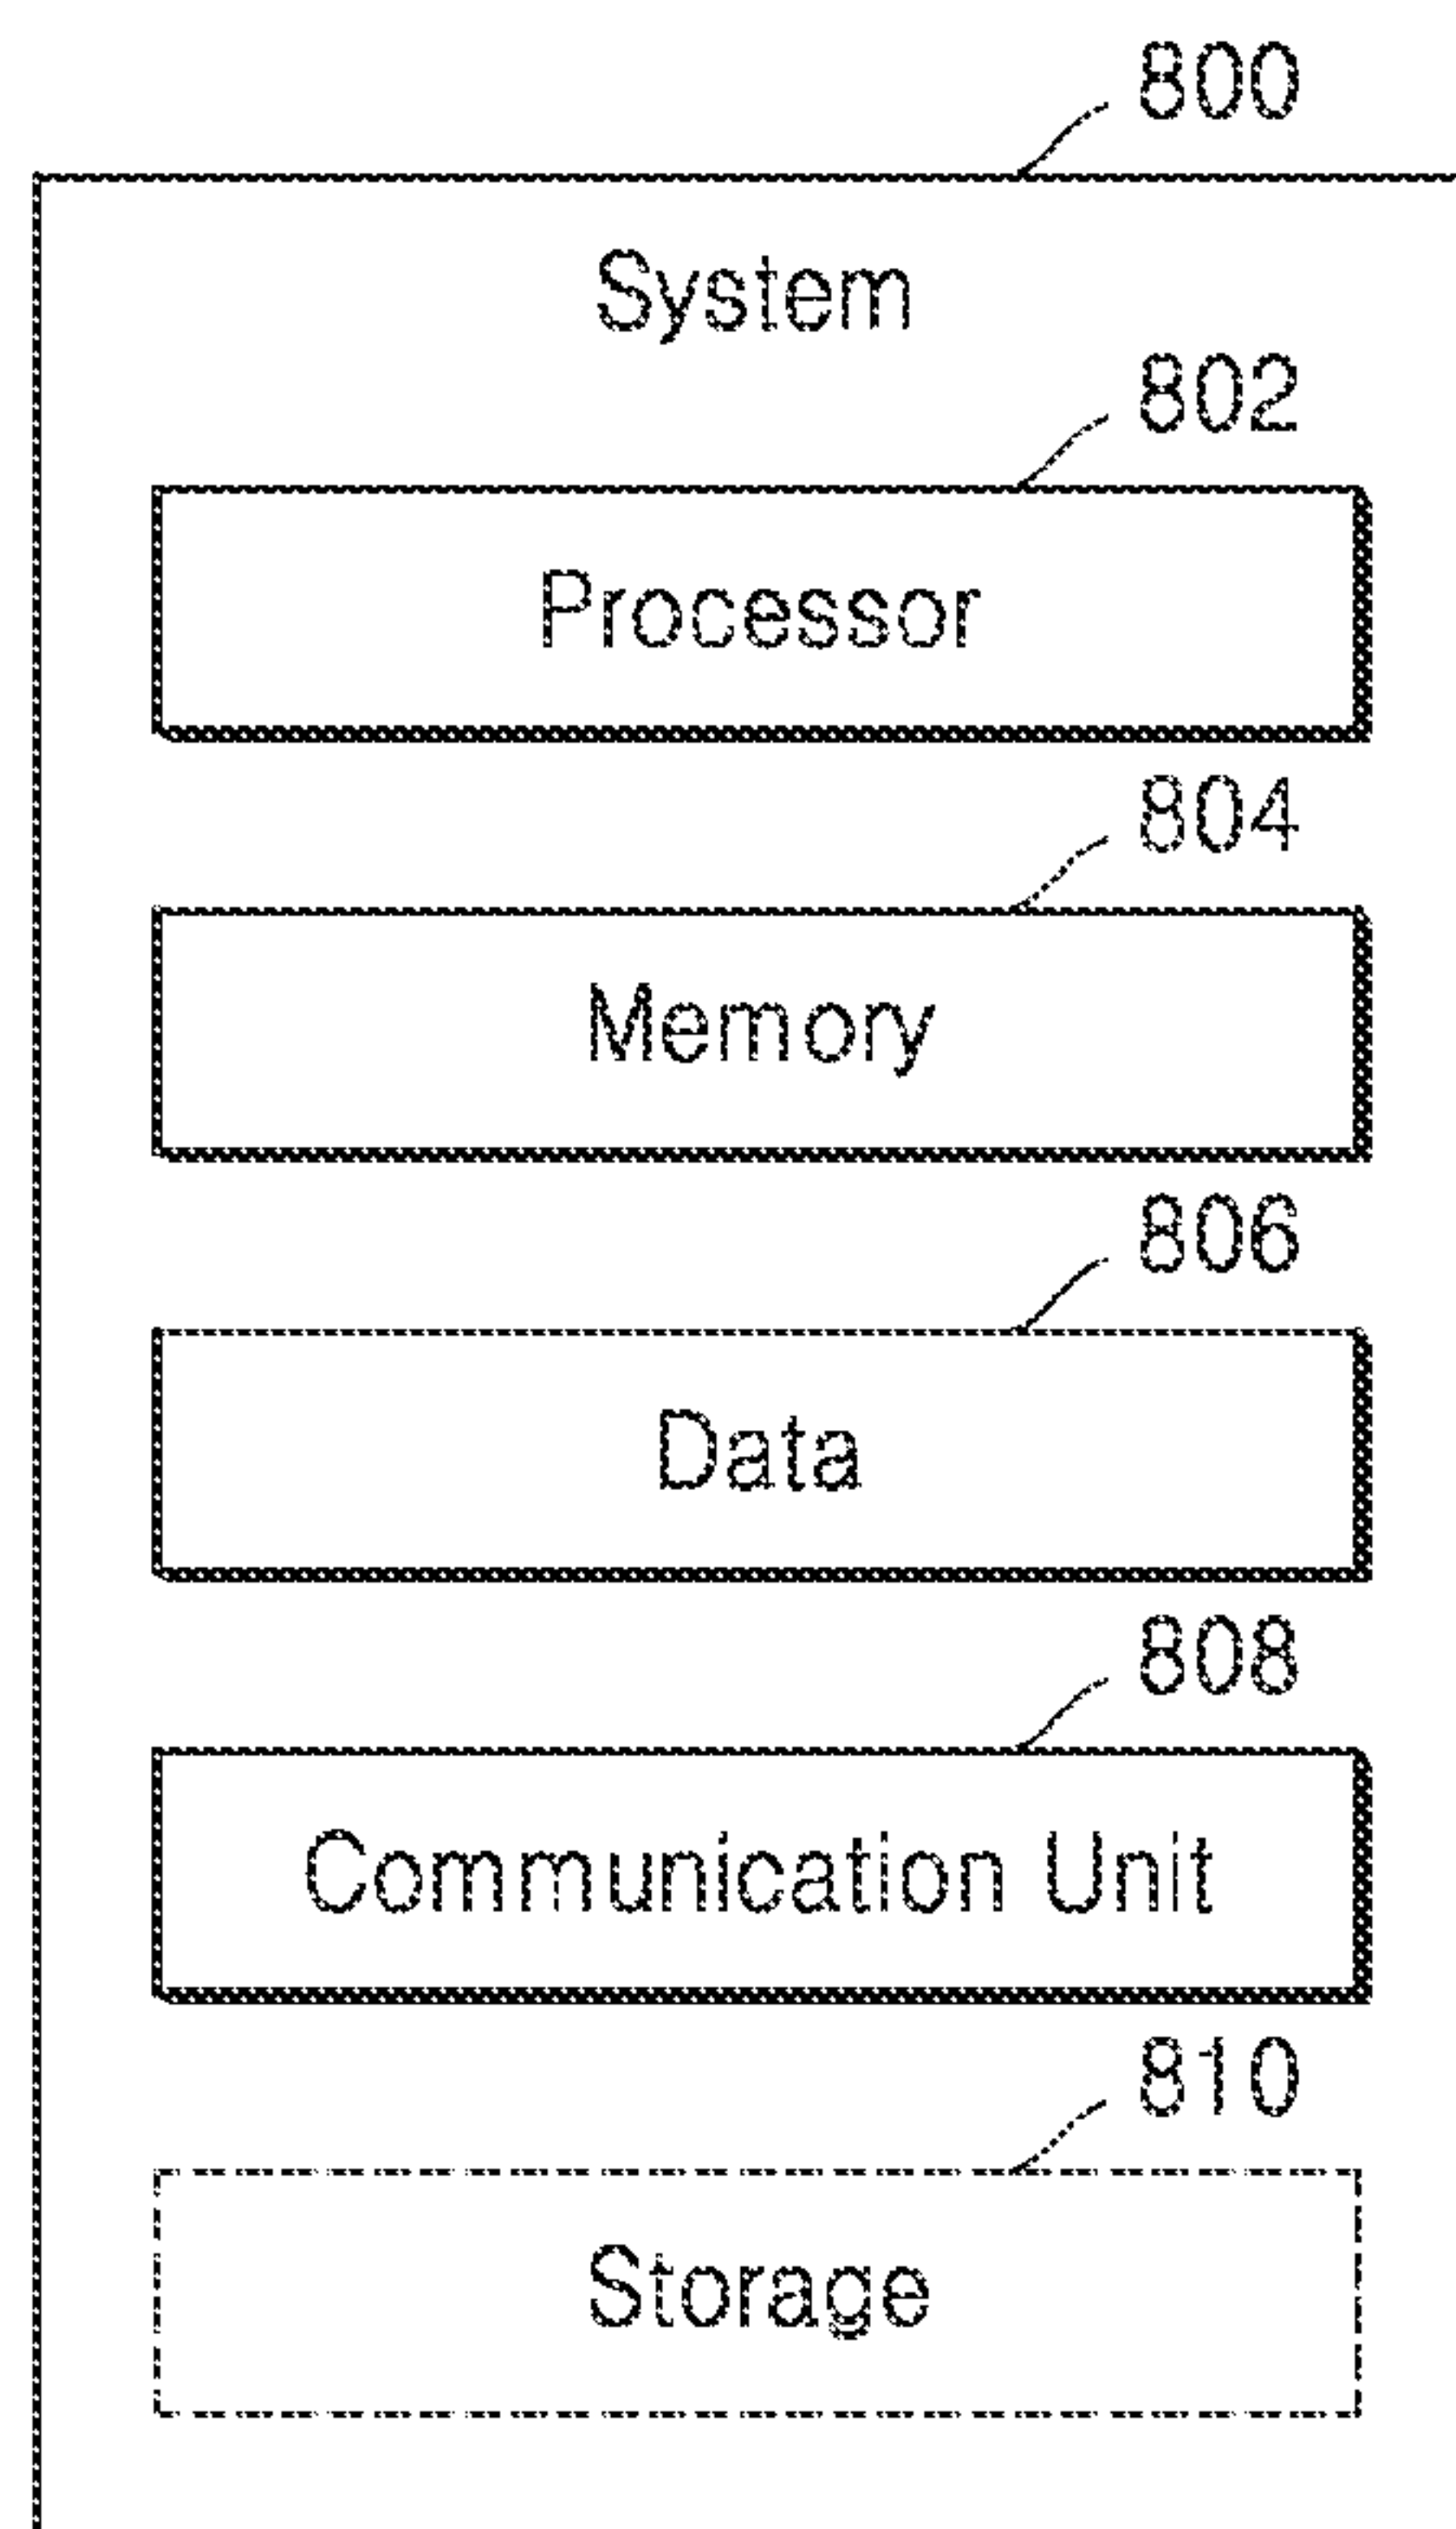 800
System
802
Processor
804
Memory
806
Data
808
Communication Unit
810
Storage